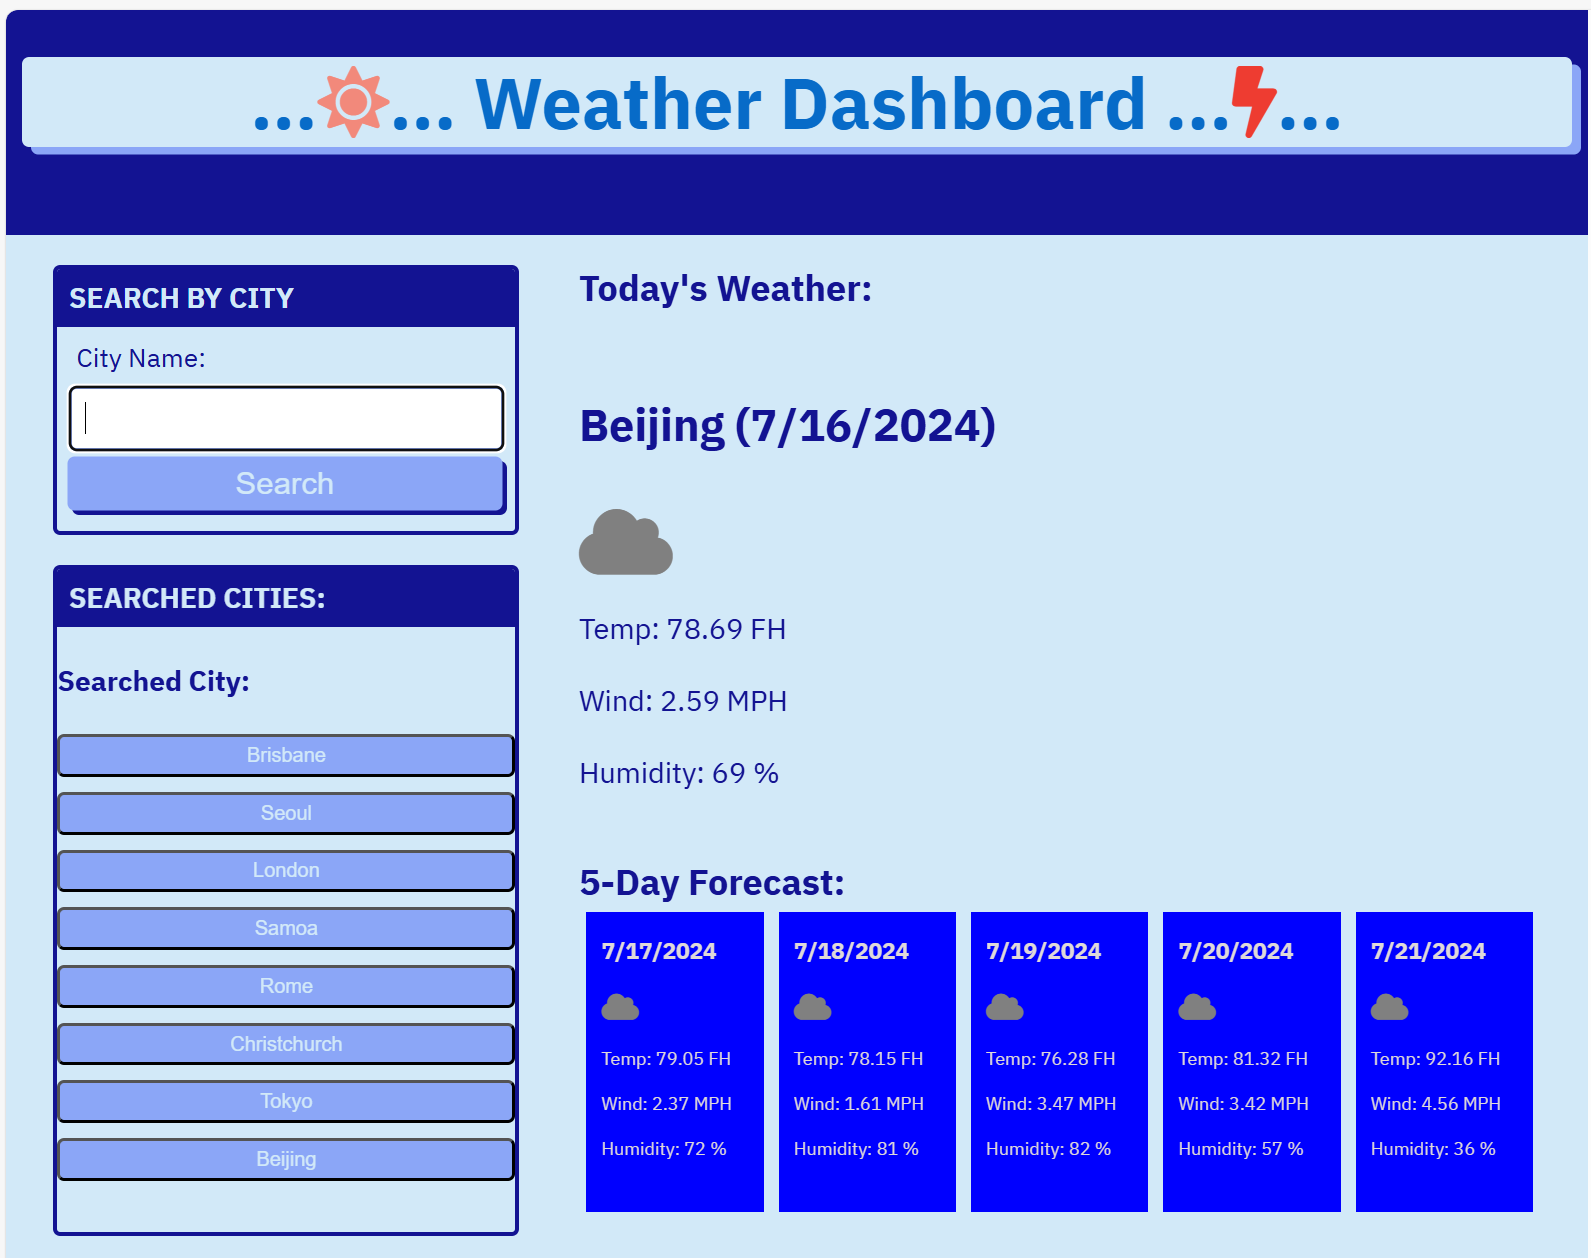 ...... Weather Dashboard ......
SEARCH BY CITY
City Name:
Search
SEARCHED CITIES:
Searched City:
Brisbane
Seoul
London
Samoa
Rome
Christchurch
Tokyo
Beijing
Today's Weather:
Beijing (7/16/2024)
Temp: 78.69 FH
Wind: 2.59 MPH
Humidity: 69 %
5-Day Forecast:
7/17/2024
Temp: 79.05 FH
Wind: 2.37 MPH
Humidity: 72 %
7/18/2024
Temp: 78.15 FH
Wind: 1.61 MPH
Humidity: 81 %
7/19/2024
Temp: 76.28 FH
Wind: 3.47 MPH
Humidity: 82 %
7/20/2024
Temp: 81.32 FH
Wind: 3.42 MPH
Humidity: 57 %
7/21/2024
Temp: 92.16 FH
Wind: 4.56 MPH
Humidity: 36 %